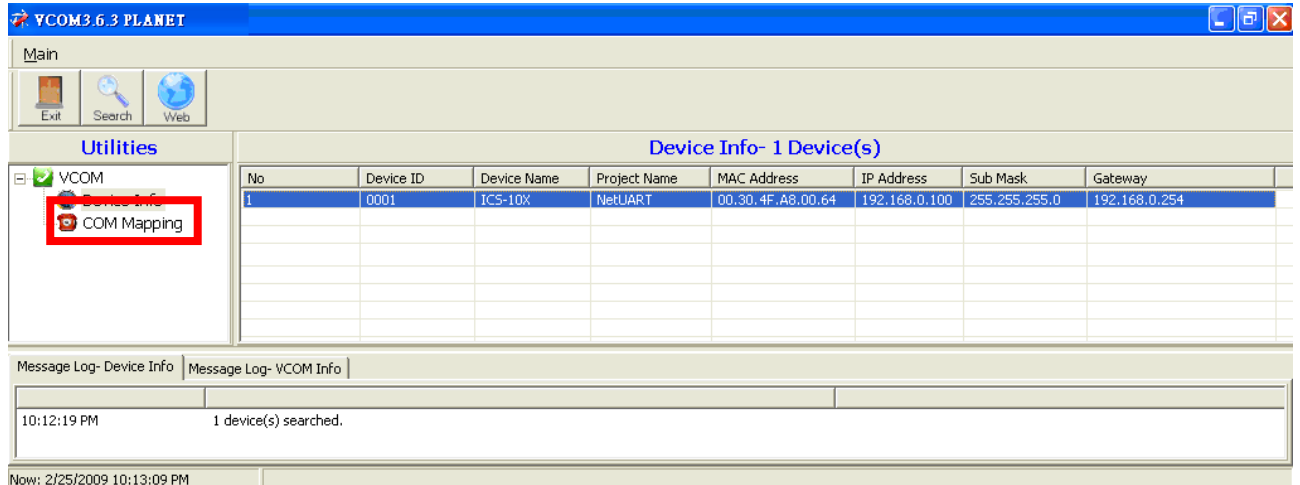 VCOM3.6.3 PLANET
Main
Exit Search Web
Utilities
Device Info- 1 Device(s)
VCOM
Device Info
COM Mapping
No Device ID Device Name Project Name MAC Address IP Address Sub Mask Gateway
1 0001 ICS-10X NetUART 00.30.4F.A8.00.64 192.168.0.100 255.255.255.0 192.168.0.254
Message Log- Device Info Message Log- VCOM Info
10:12:19 PM 1 device(s) searched.
Now: 2/25/2009 10:13:09 PM